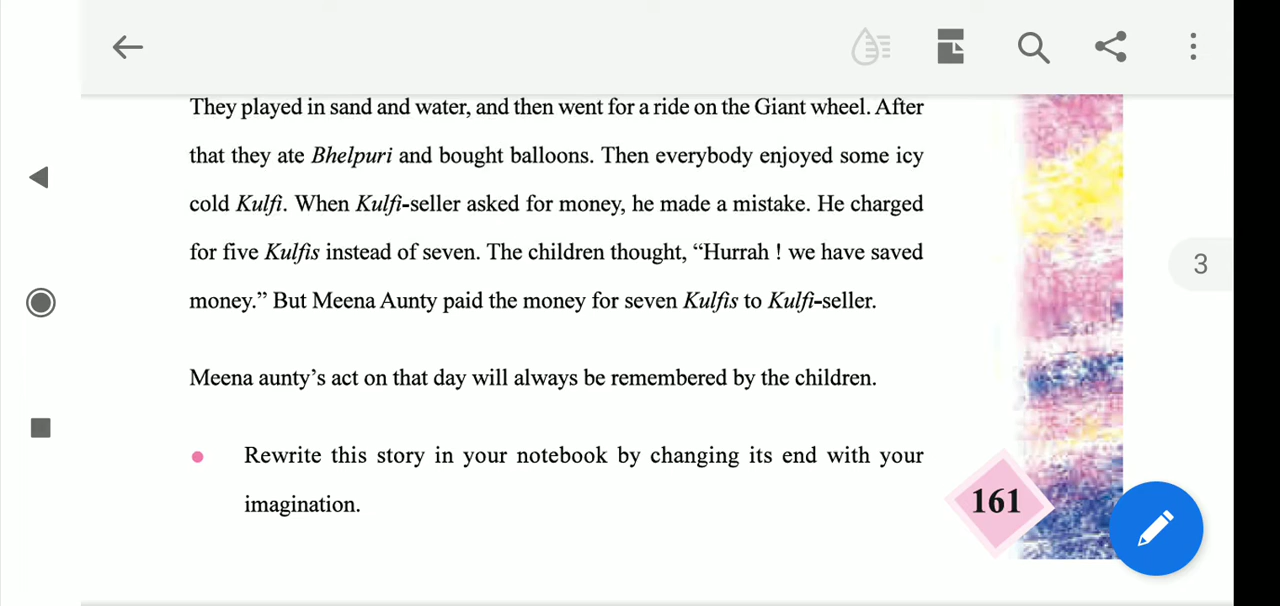 They played in sand and water, and then went for a ride on the Giant wheel. After
that they ate Bhelpuri and bought balloons. Then everybody enjoyed some icy
cold Kulfi. When Kulfi-seller asked for money, he made a mistake. He charged
for five Kulfis instead of seven. The children thought, “Hurrah ! we have saved
money.” But Meena Aunty paid the money for seven Kulfis to Kulfi-seller.
Meena aunty’s act on that day will always be remembered by the children.
Rewrite this story in your notebook by changing its end with your
imagination.
161
3